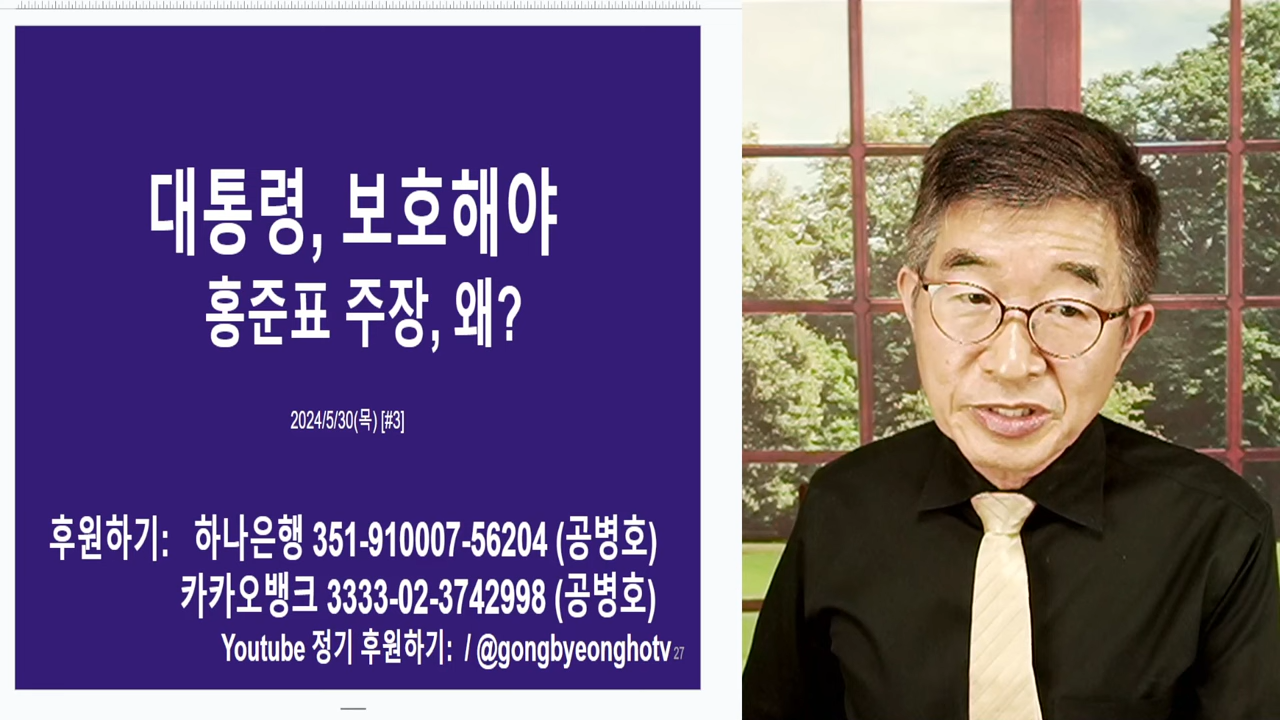 대통령, 보호해야
홍준표 주장, 왜?
2024/5/30(목) [#3]
후원하기: 하나은행 351-910007-56204 (공병호)
카카오뱅크 3333-02-3742998 (공병호)
Youtube 정기 후원하기: / @gongbyeonghotv
27